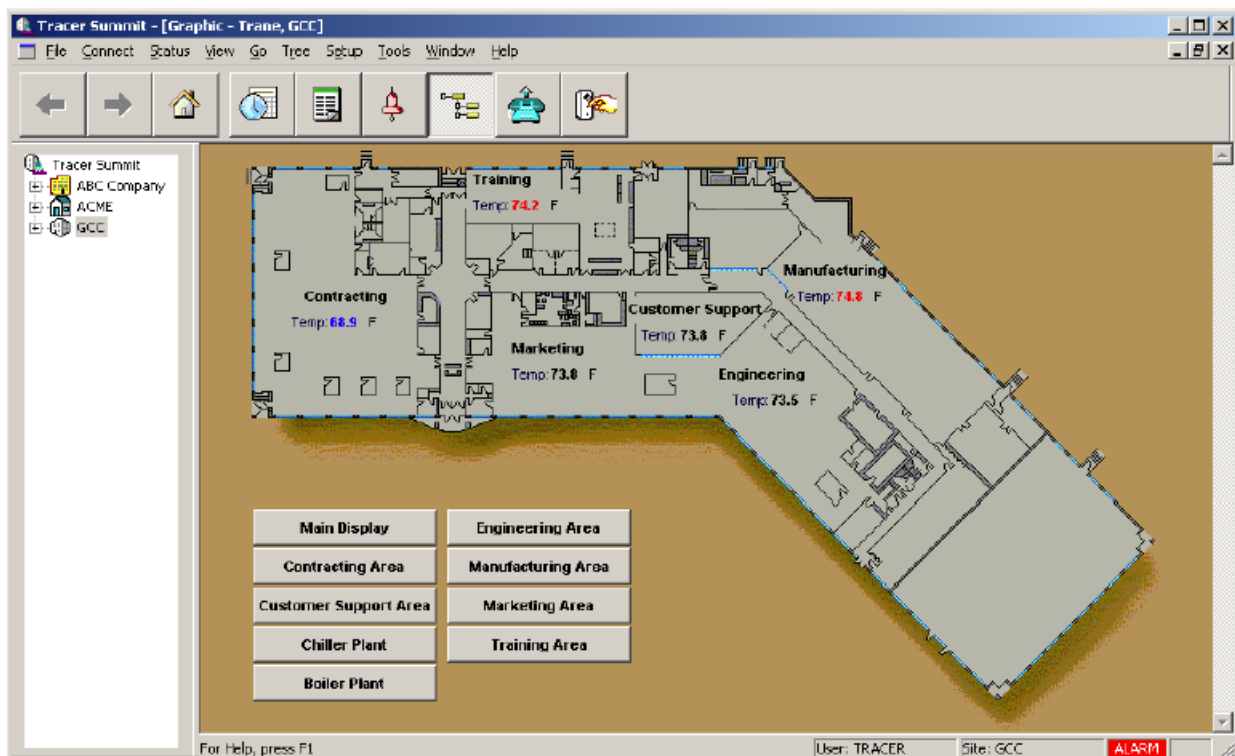 Tracer Summit - [Graphic - Trane, GCC]
File Connect Status View Go Tree Setup Tools Window Help
Tracer Summit
ABC Company
ACME
GCC
Training
Temp: 74.2 F
Manufacturing
Temp: 74.8 F
Contracting
Temp: 68.9 F
Customer Support
Temp: 73.8 F
Marketing
Temp: 73.8 F
Engineering
Temp: 73.5 F
Main Display
Engineering Area
Contracting Area
Manufacturing Area
Customer Support Area
Marketing Area
Chiller Plant
Training Area
Boiler Plant
For Help, press F1
User: TRACER
Site: GCC
ALARM